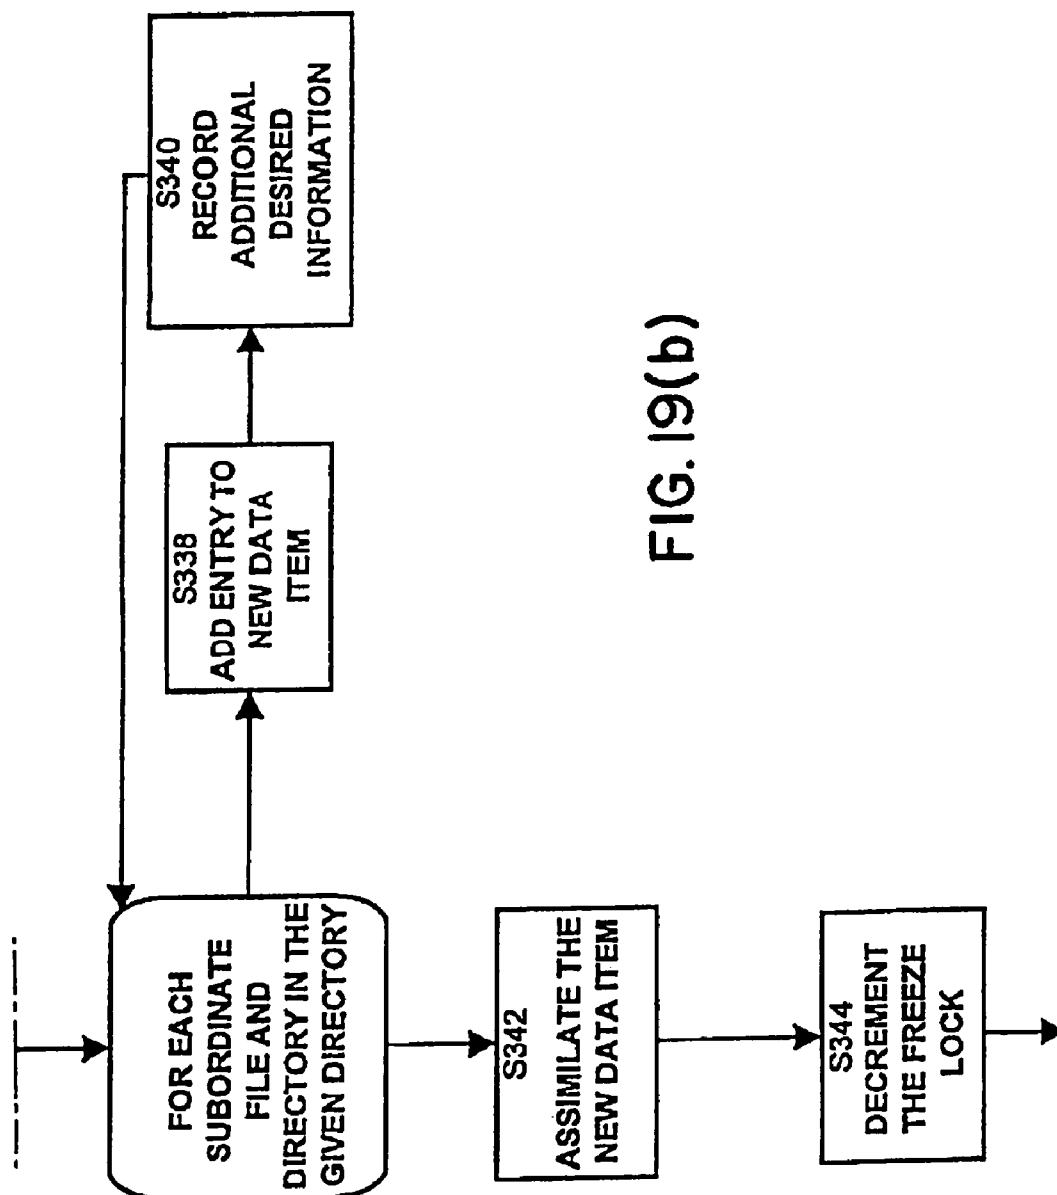 FOR EACH
SUBORDINATE
FILE AND
DIRECTORY IN THE
GIVEN DIRECTORY
S338
ADD ENTRY TO
NEW DATA
ITEM
S340
RECORD
ADDITIONAL
DESIRED
INFORMATION
S342
ASSIMILATE THE
NEW DATA ITEM
S344
DECREMENT
THE FREEZE
LOCK
FIG. 19(b)